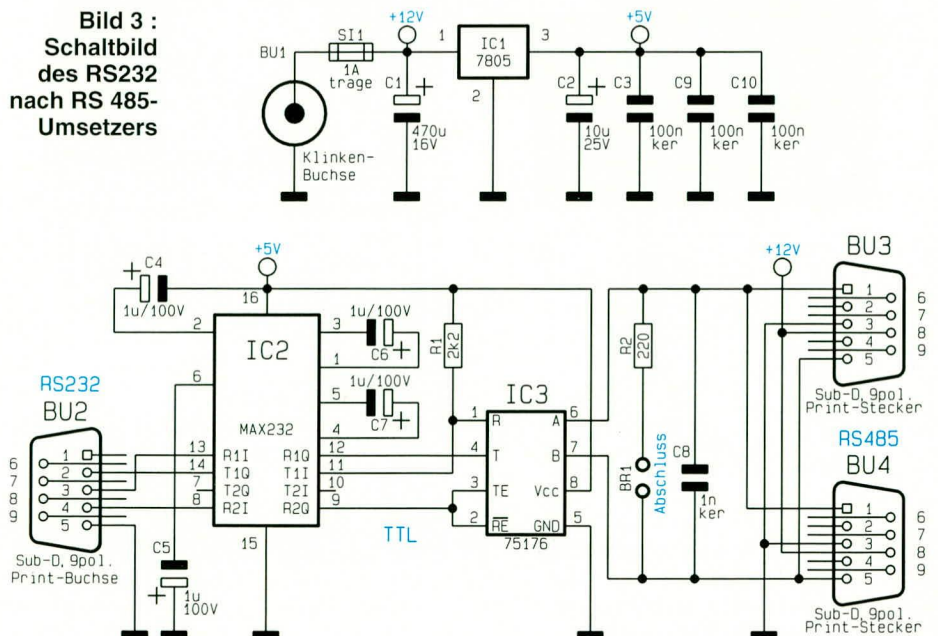 Bild 3 :
Schaltbild
des RS232
nach RS 485-
Umsetzers
+12V
+5V
BU1
SI1
1A
trage
1
IC1
7805
3
2
C1
+
470u
16V
C2
+
10u
25V
C3
100n
ker
C9
100n
ker
C10
100n
ker
Klinken-
Buchse
+5V
+12V
BU3
C4
+
1u/100V
16
2
6
IC2
MAX232
3
1
5
4
1u/100V
C6
+
1u/100V
C7
+
R1
2k2
IC3
R2
220
1
2
3
4
5
6
7
8
9
Sub-D, 9pol.
Print-Stecker
RS232
BU2
1
2
3
4
5
6
7
8
9
Sub-D, 9pol.
Print-Buchse
13
14
7
8
R1I
T1Q
T2Q
R2I
R1Q
T1I
T2I
R2Q
12
11
10
9
15
C5
+
1u
100V
TTL
1
4
3
2
R
T
TE
RE
A
B
Vcc
GND
6
7
8
5
75176
BR1
Abschluss
C8
1n
ker
RS485
BU4
1
2
3
4
5
6
7
8
9
Sub-D, 9pol.
Print-Stecker